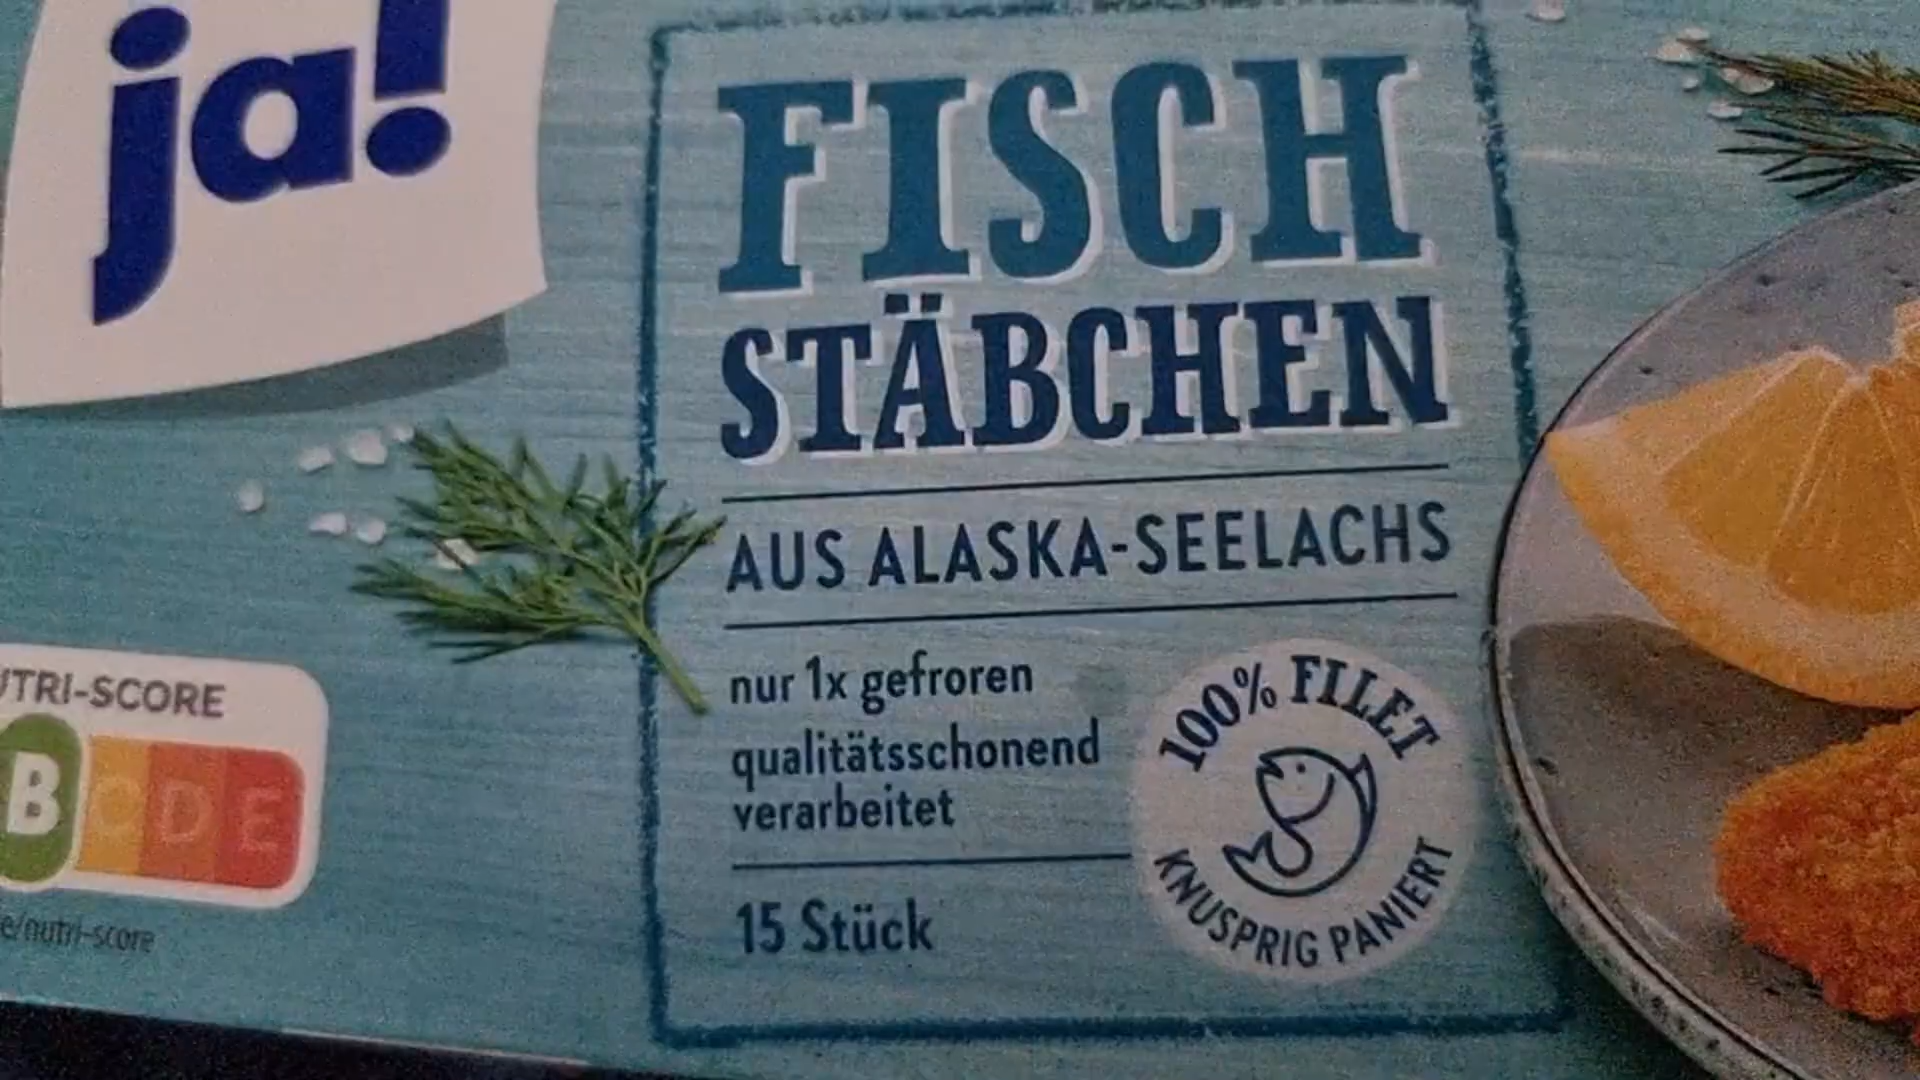 ja!
FISCH
STÄBCHEN
AUS ALASKA-SEELACHS
nur 1x gefroren
qualitätsschonend
verarbeitet
15 Stück
100% FILET
KNUSPRIG PANIERT
UTRI-SCORE
B C D E
e/nutri-score